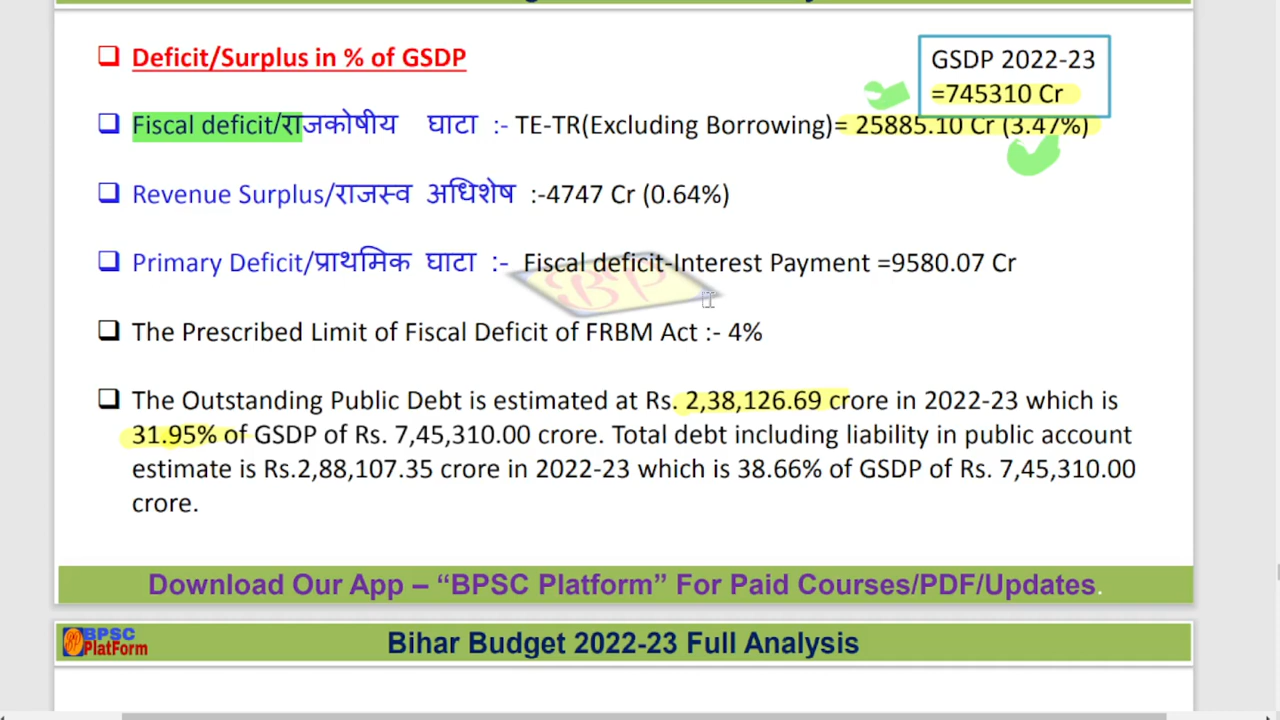 Deficit/Surplus in % of GSDP
GSDP 2022-23
=745310 Cr
Fiscal deficit/राजकोषीय घाटा :- TE-TR(Excluding Borrowing)= 25885.10 Cr (3.47%)
Revenue Surplus/राजस्व अधिशेष :-4747 Cr (0.64%)
Primary Deficit/प्राथमिक घाटा :- Fiscal deficit-Interest Payment =9580.07 Cr
BP
The Prescribed Limit of Fiscal Deficit of FRBM Act :- 4%
The Outstanding Public Debt is estimated at Rs. 2,38,126.69 crore in 2022-23 which is
31.95% of GSDP of Rs. 7,45,310.00 crore. Total debt including liability in public account
estimate is Rs.2,88,107.35 crore in 2022-23 which is 38.66% of GSDP of Rs. 7,45,310.00
crore.
Download Our App – “BPSC Platform” For Paid Courses/PDF/Updates.
BPSC
PlatForm
Bihar Budget 2022-23 Full Analysis